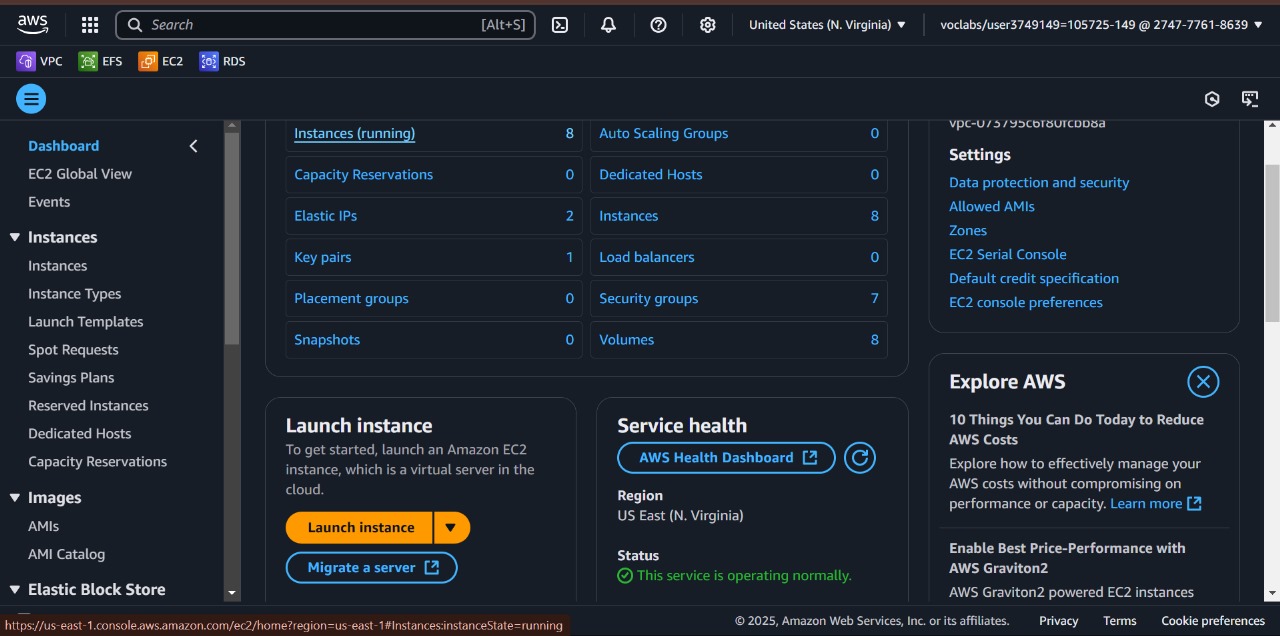 aws
Search [Alt+S]
United States (N. Virginia) ▼
voclabs/user3749149=105725-149 @ 2747-7761-8639 ▼
VPC EFS EC2 RDS
Dashboard
EC2 Global View
Events
▼ Instances
Instances
Instance Types
Launch Templates
Spot Requests
Savings Plans
Reserved Instances
Dedicated Hosts
Capacity Reservations
▼ Images
AMIs
AMI Catalog
▼ Elastic Block Store
Instances (running) 8 Auto Scaling Groups 0
Capacity Reservations 0 Dedicated Hosts 0
Elastic IPs 2 Instances 8
Key pairs 1 Load balancers 0
Placement groups 0 Security groups 7
Snapshots 0 Volumes 8
Launch instance
To get started, launch an Amazon EC2
instance, which is a virtual server in the
cloud.
Launch instance ▼
Migrate a server
Service health
AWS Health Dashboard
Region
US East (N. Virginia)
Status
This service is operating normally.
vpc-073795c6f80fcbb8a
Settings
Data protection and security
Allowed AMIs
Zones
EC2 Serial Console
Default credit specification
EC2 console preferences
Explore AWS
10 Things You Can Do Today to Reduce
AWS Costs
Explore how to effectively manage your
AWS costs without compromising on
performance or capacity. Learn more
Enable Best Price-Performance with
AWS Graviton2
AWS Graviton2 powered EC2 instances
https://us-east-1.console.aws.amazon.com/ec2/home?region=us-east-1#Instances:instanceState=running
© 2025, Amazon Web Services, Inc. or its affiliates. Privacy Terms Cookie preferences